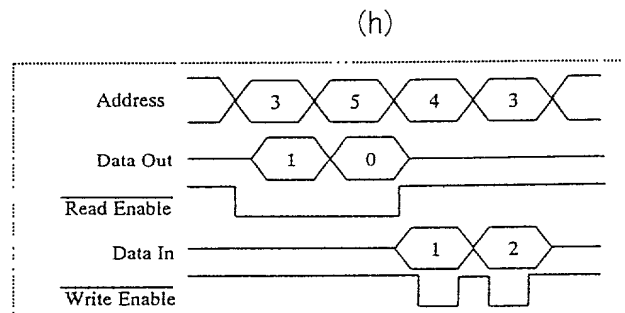 (h)
Address 3 5 4 3
Data Out 1 0
Read Enable
Data In 1 2
Write Enable